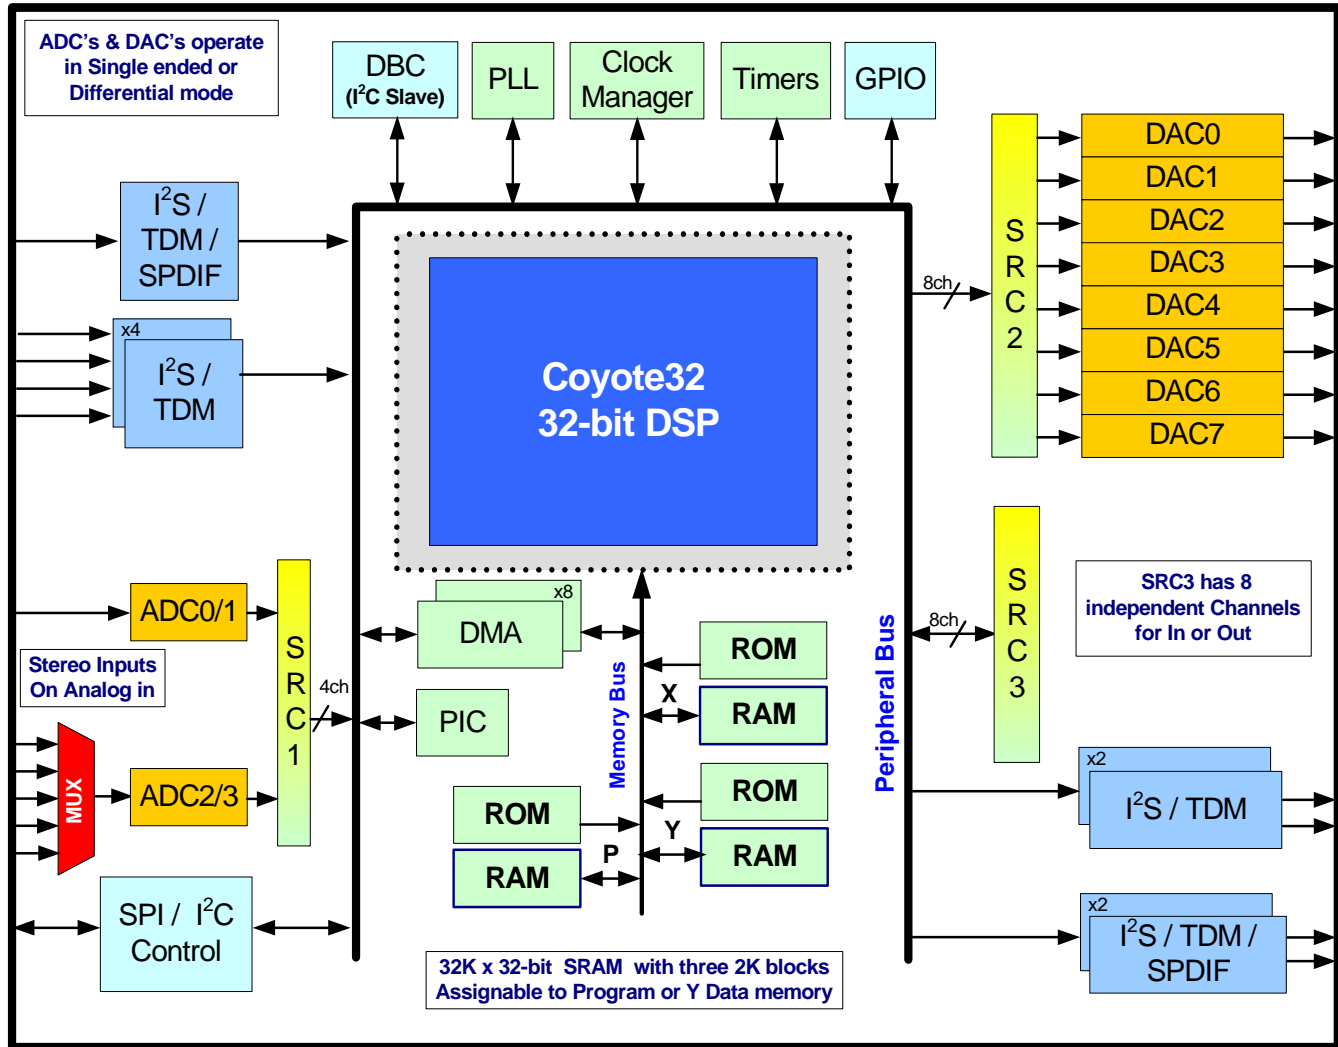 ADC's & DAC's operate
in Single ended or
Differential mode
DBC
(I²C Slave)
PLL
Clock
Manager
Timers
GPIO
I²S /
TDM /
SPDIF
x4
I²S /
TDM
Coyote32
32-bit DSP
8ch
S
R
C
2
DAC0
DAC1
DAC2
DAC3
DAC4
DAC5
DAC6
DAC7
ADC0/1
Stereo Inputs
On Analog in
MUX
ADC2/3
S
R
C
1
4ch
x8
DMA
PIC
Memory Bus
ROM
X
RAM
ROM
Y
RAM
ROM
P
RAM
Peripheral Bus
8ch
S
R
C
3
SRC3 has 8
independent Channels
for In or Out
x2
I²S / TDM
x2
I²S / TDM /
SPDIF
SPI / I²C
Control
32K x 32-bit SRAM with three 2K blocks
Assignable to Program or Y Data memory